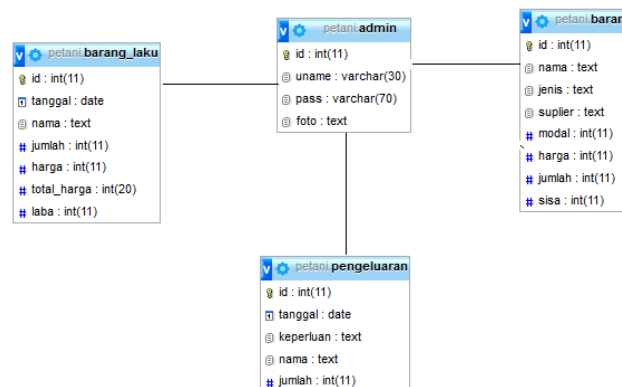 petani.barang_laku
id : int(11)
tanggal : date
nama : text
jumlah : int(11)
harga : int(11)
total_harga : int(20)
laba : int(11)
petani.admin
id : int(11)
uname : varchar(30)
pass : varchar(70)
foto : text
petani.baran
id : int(11)
nama : text
jenis : text
suplier : text
modal : int(11)
harga : int(11)
jumlah : int(11)
sisa : int(11)
petani.pengeluaran
id : int(11)
tanggal : date
keperluan : text
nama : text
jumlah : int(11)